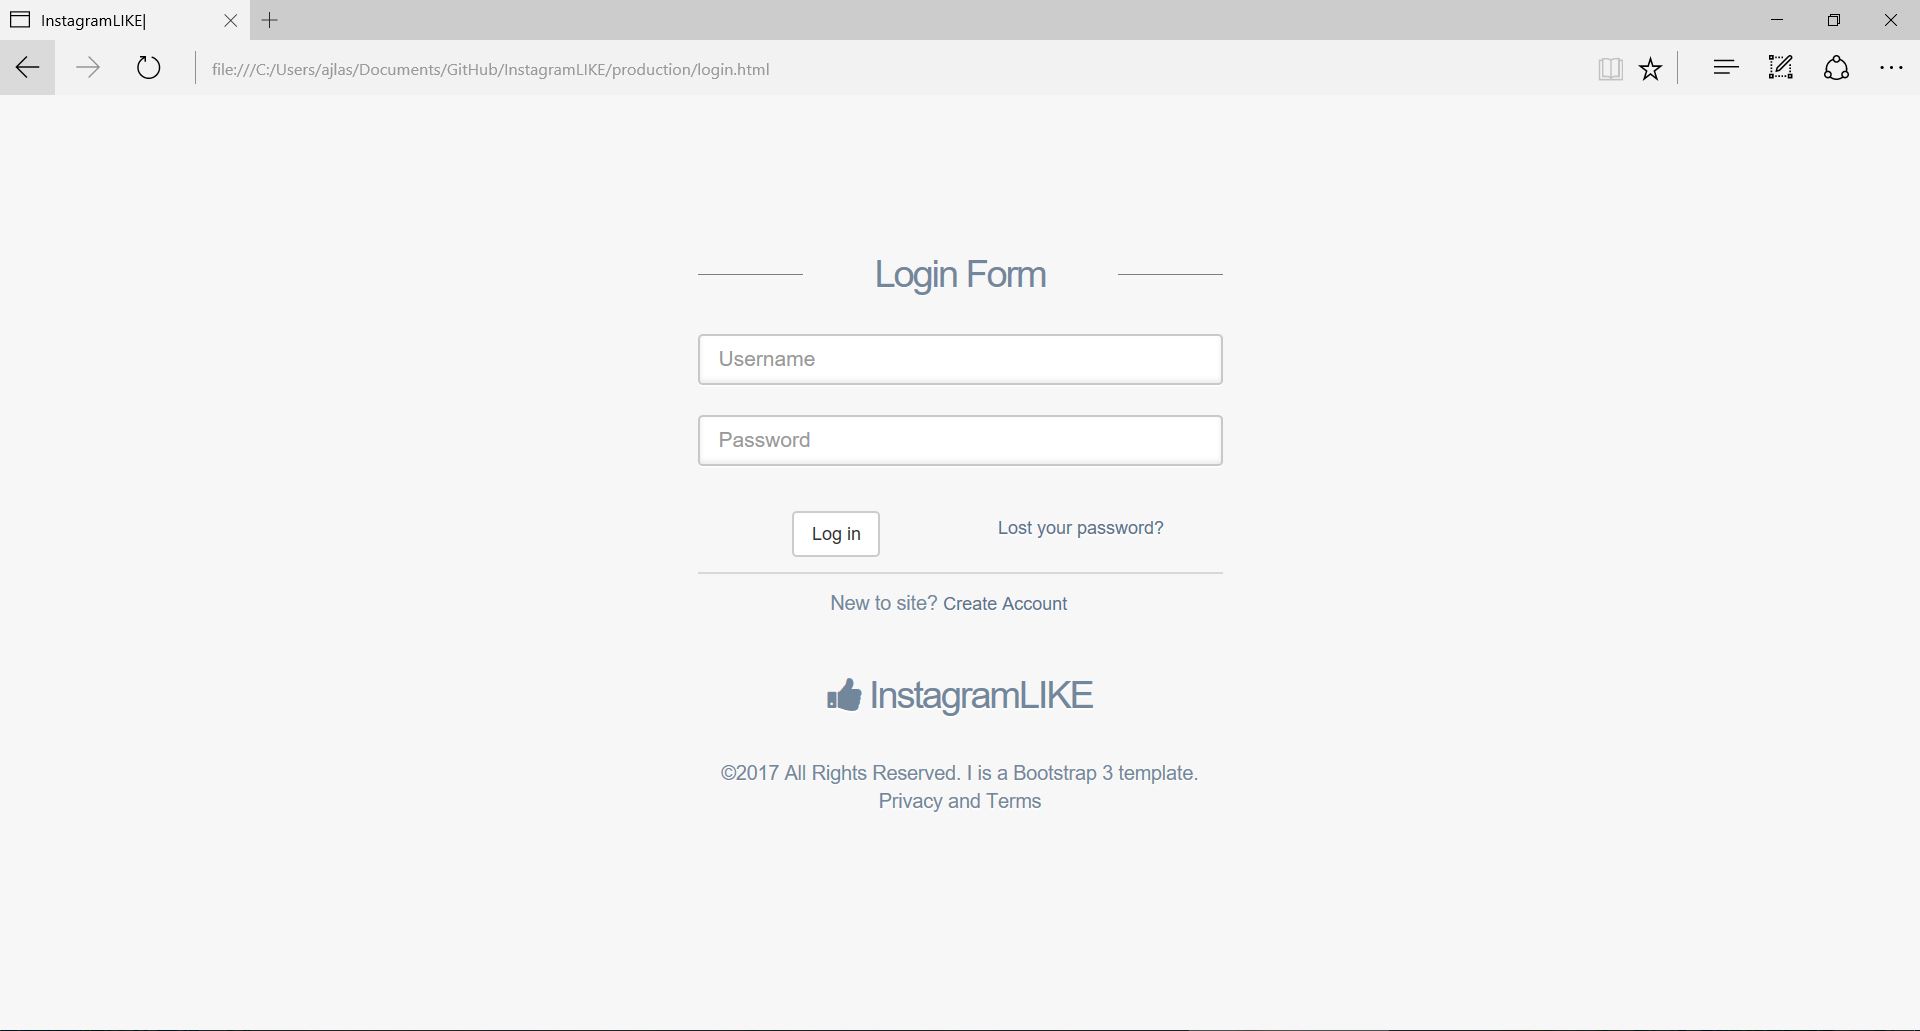 InstagramLIKE|
file:///C:/Users/ajlas/Documents/GitHub/InstagramLIKE/production/login.html
Login Form
Username
Password
Log in
Lost your password?
New to site? Create Account
InstagramLIKE
©2017 All Rights Reserved. I is a Bootstrap 3 template.
Privacy and Terms